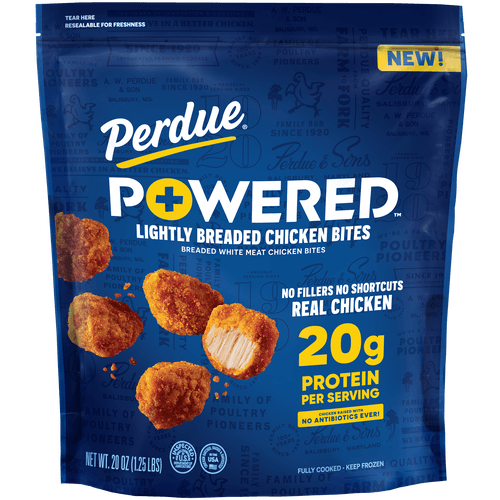 TEAR HERE
RESEALABLE FOR FRESHNESS
NEW!
Perdue®
POWERED™
LIGHTLY BREADED CHICKEN BITES
BREADED WHITE MEAT CHICKEN BITES
NO FILLERS NO SHORTCUTS
REAL CHICKEN
20g
PROTEIN
PER SERVING
CHICKEN RAISED WITH
NO ANTIBIOTICS EVER!
NET WT. 20 OZ (1.25 LBS)
FULLY COOKED • KEEP FROZEN